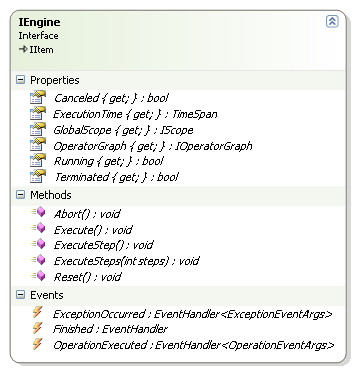 IEngine
Interface
IItem
Properties
Canceled { get; } : bool
ExecutionTime { get; } : TimeSpan
GlobalScope { get; } : IScope
OperatorGraph { get; } : IOperatorGraph
Running { get; } : bool
Terminated { get; } : bool
Methods
Abort() : void
Execute() : void
ExecuteStep() : void
ExecuteSteps(int steps) : void
Reset() : void
Events
ExceptionOccurred : EventHandler<ExceptionEventArgs>
Finished : EventHandler
OperationExecuted : EventHandler<OperationEventArgs>